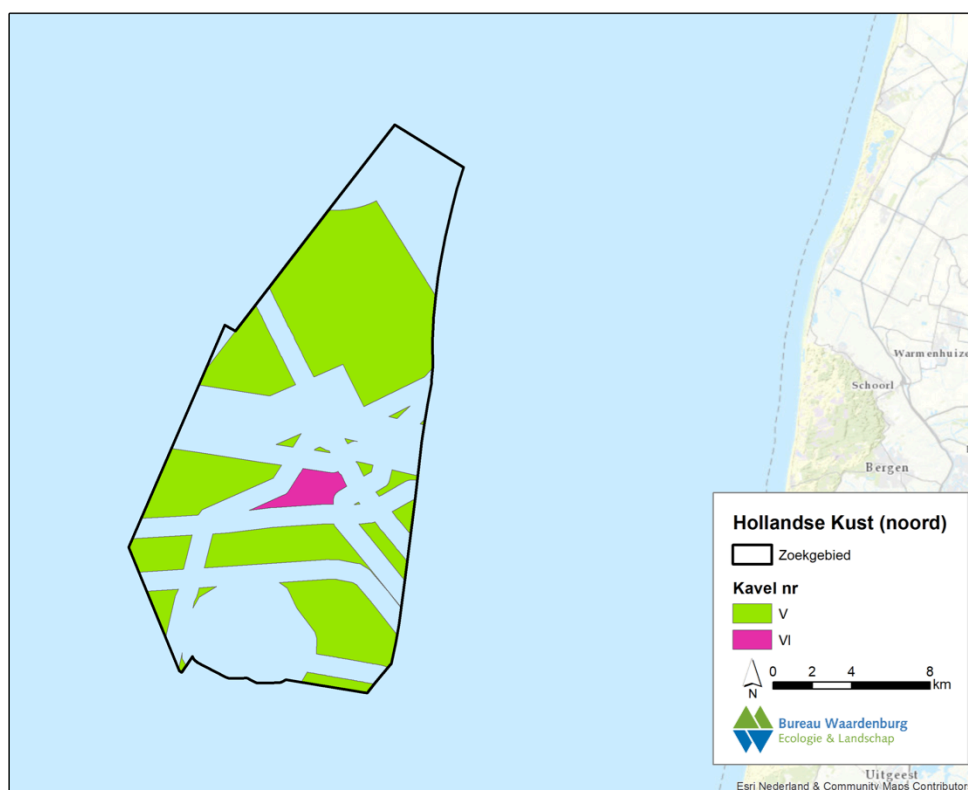 Warmenhuize
Schoorl
Bergen
Hollandse Kust (noord)
Zoekgebied
Kavel nr
V
VI
0 2 4 8
km
N
Bureau Waardenburg
Ecologie & Landschap
Uitgeest
Esri Nederland & Community Maps Contributor